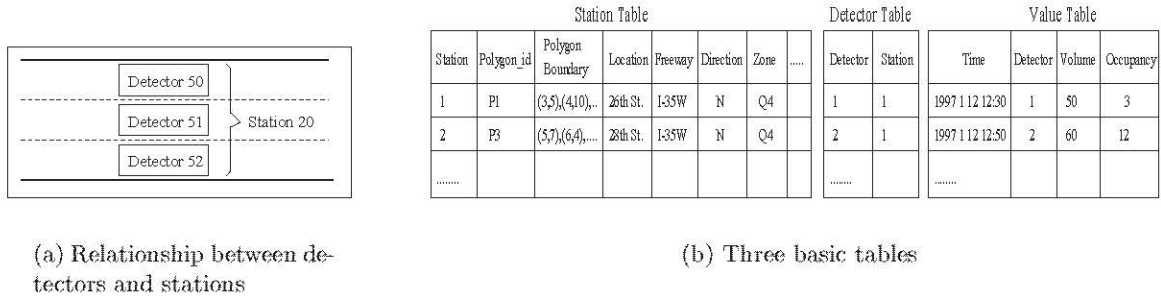 Detector 50
Detector 51
Station 20
Detector 52
(a) Relationship between de-
tectors and stations
Station Table
Station Polygon_id Polygon Boundary Location Freeway Direction Zone .....
1 P1 (3,5),(4,10),.. 26th St. I-35W N Q4
2 P3 (5,7),(6,4),.... 28th St. I-35W N Q4
........
Detector Table
Detector Station
1 1
2 1
........
Value Table
Time Detector Volume Occupancy
1997 1 12 12:30 1 50 3
1997 1 12 12:50 2 60 12
........
(b) Three basic tables